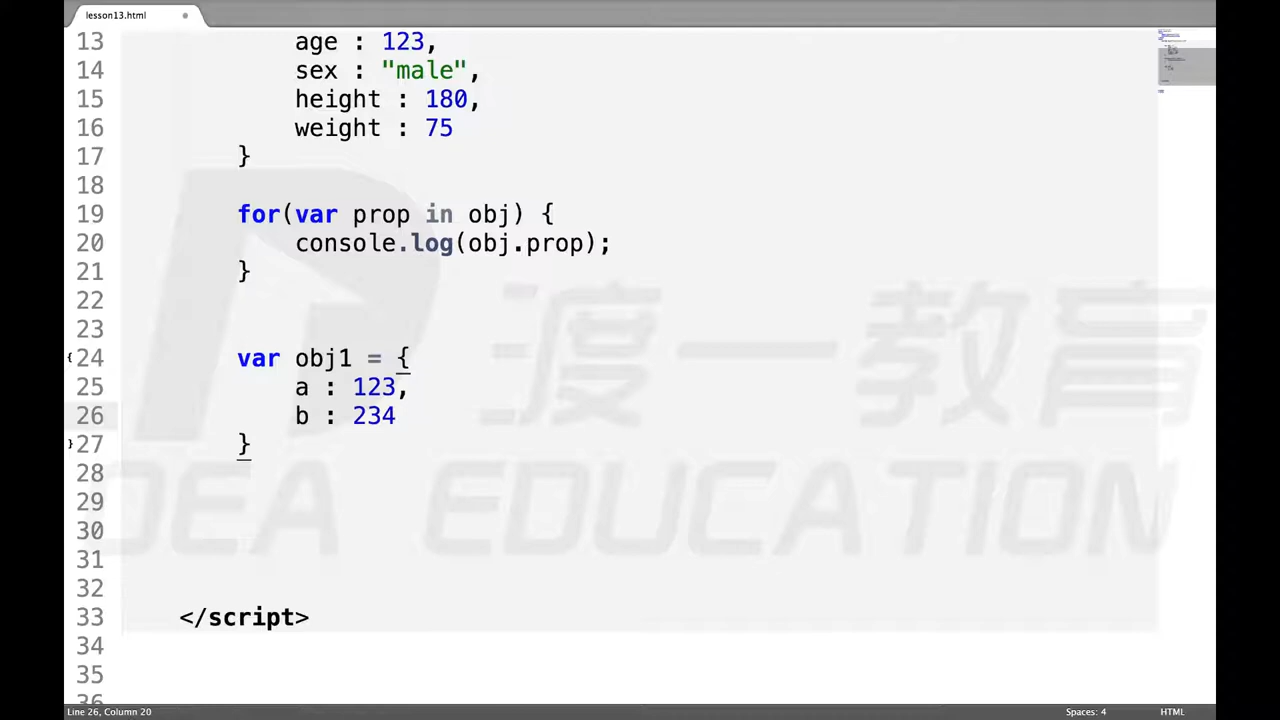 lesson13.html
13 age : 123,
14 sex : "male",
15 height : 180,
16 weight : 75
17 }
18
19 for(var prop in obj) {
20 console.log(obj.prop);
21 }
22
23
24 var obj1 = {
25 a : 123,
26 b : 234
27 }
28
29
30
31
32
33 </script>
34
35
36
渡一教育
IDEA EDUCATION
Line 26, Column 20 Spaces: 4 HTML